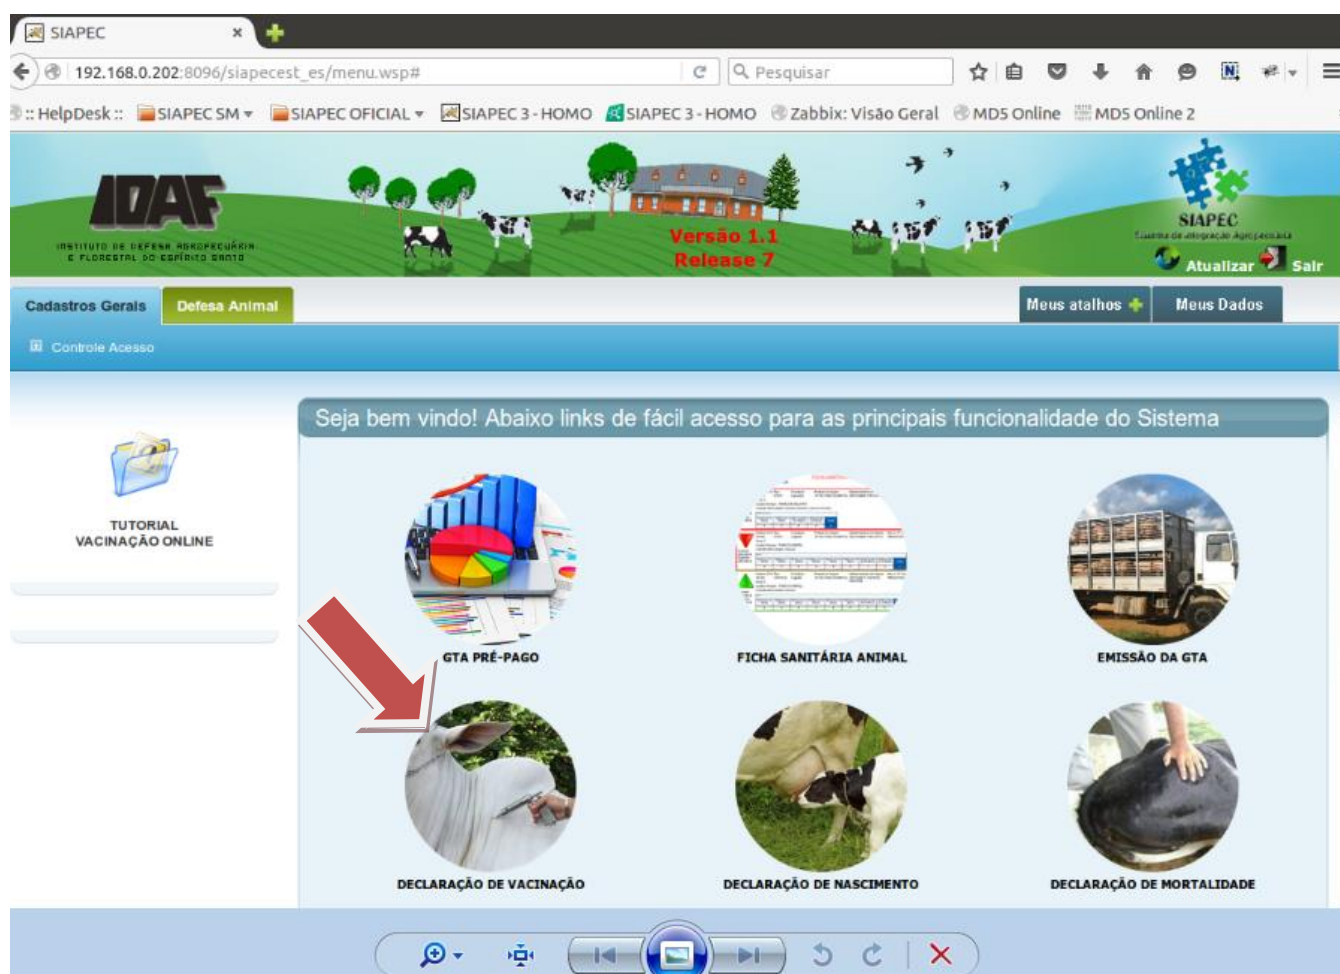 SIAPEC
192.168.0.202:8096/siapecest_es/menu.wsp#
Pesquisar
:: HelpDesk ::
SIAPEC SM
SIAPEC OFICIAL
SIAPEC 3 - HOMO
SIAPEC 3 - HOMO
Zabbix: Visão Geral
MD5 Online
MD5 Online 2
IDAF
INSTITUTO DE DEFESA AGROPECUÁRIA
E FLORESTAL DO ESPÍRITO SANTO
Versão 1.1
Release 7
SIAPEC
Atualizar
Sair
Cadastros Gerais
Defesa Animal
Meus atalhos
Meus Dados
Controle Acesso
TUTORIAL
VACINAÇÃO ONLINE
Seja bem vindo! Abaixo links de fácil acesso para as principais funcionalidade do Sistema
GTA PRÉ-PAGO
FICHA SANITÁRIA ANIMAL
EMISSÃO DA GTA
DECLARAÇÃO DE VACINAÇÃO
DECLARAÇÃO DE NASCIMENTO
DECLARAÇÃO DE MORTALIDADE